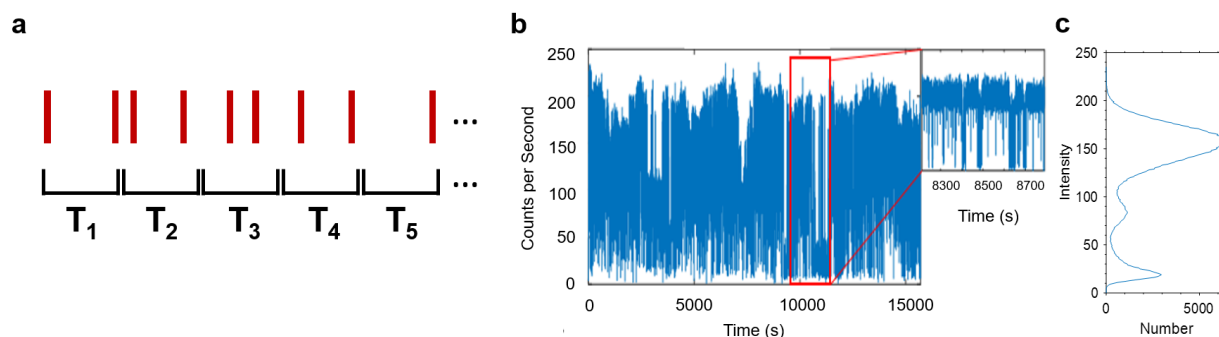 a
... ...
T1 T2 T3 T4 T5
b
Counts per Second
250
200
150
100
50
0
0 5000 10000 15000
Time (s)
8300 8500 8700
Time (s)
c
Intensity
250
200
150
100
50
0
0 5000
Number